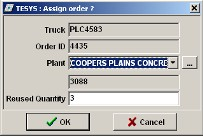 TESYS : Assign order ?
Truck PLC4583
Order ID 4435
Plant COOPERS PLAINS CONCRE ...
3088
Reused Quantity 3
OK Cancel